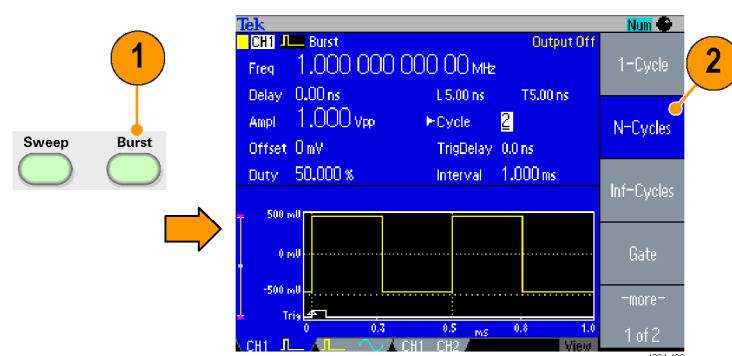 1
Sweep Burst
Tek Num
CH1 Burst Output Off
Freq 1.000 000 000 00 MHz
Delay 0.00 ns L 5.00 ns T5.00 ns
Ampl 1.000 Vpp ►Cycle 2
Offset 0 mV TrigDelay 0.0 ns
Duty 50.000 % Interval 1.000 ms
500 mV
0 mV
-500 mV
Trig
0 0.3 0.5 ms 0.8 1.0
CH1 CH1 CH2 View
1-Cycle
2
N-Cycles
Inf-Cycles
Gate
-more-
1 of 2